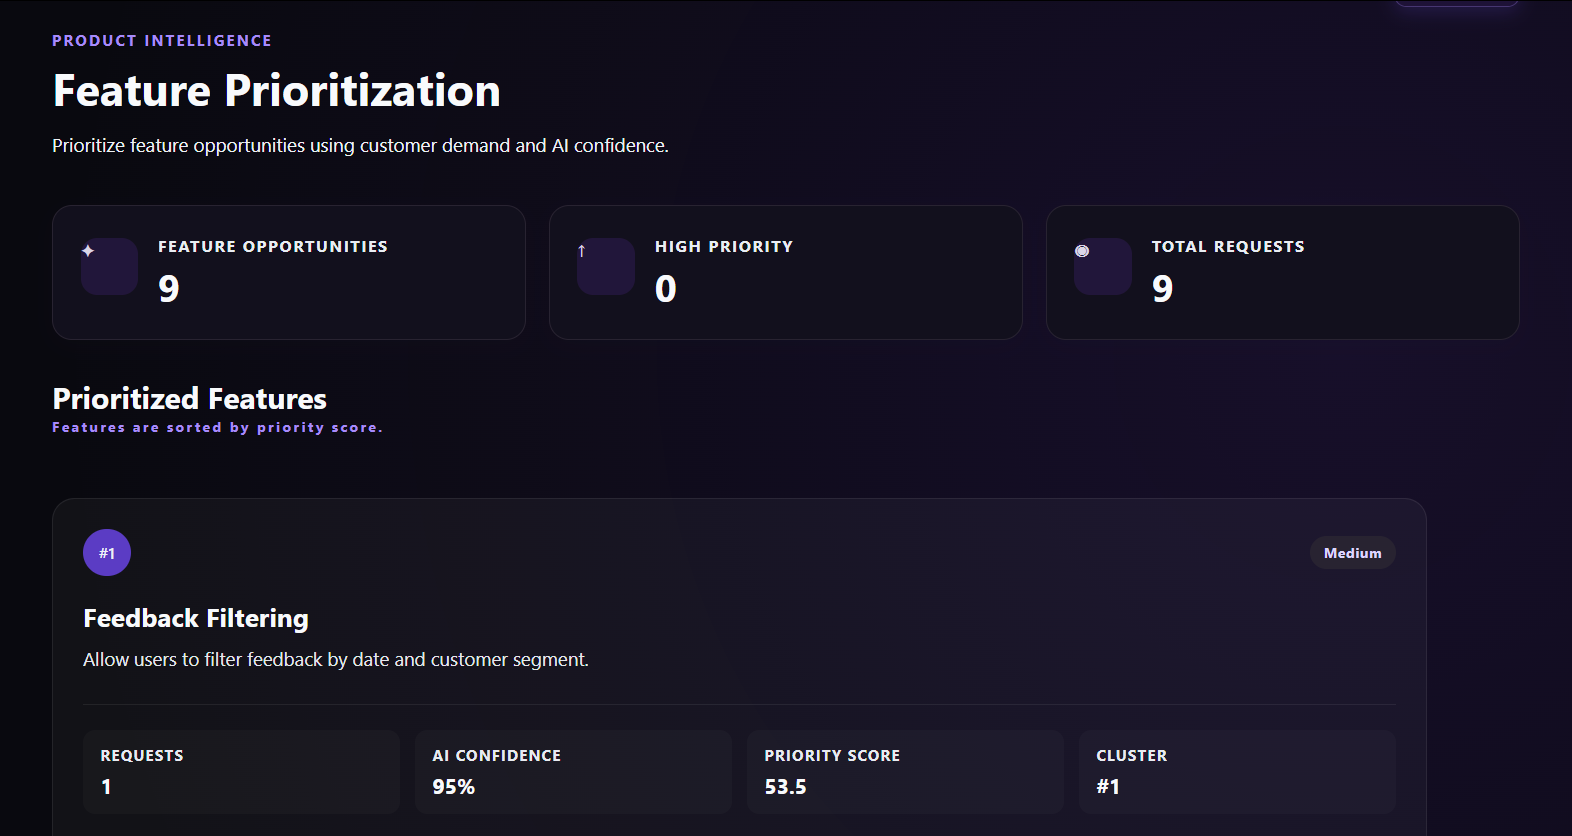 PRODUCT INTELLIGENCE
Feature Prioritization
Prioritize feature opportunities using customer demand and AI confidence.
✦
FEATURE OPPORTUNITIES
9
↑
HIGH PRIORITY
0
◉
TOTAL REQUESTS
9
Prioritized Features
Features are sorted by priority score.
#1
Medium
Feedback Filtering
Allow users to filter feedback by date and customer segment.
REQUESTS
1
AI CONFIDENCE
95%
PRIORITY SCORE
53.5
CLUSTER
#1